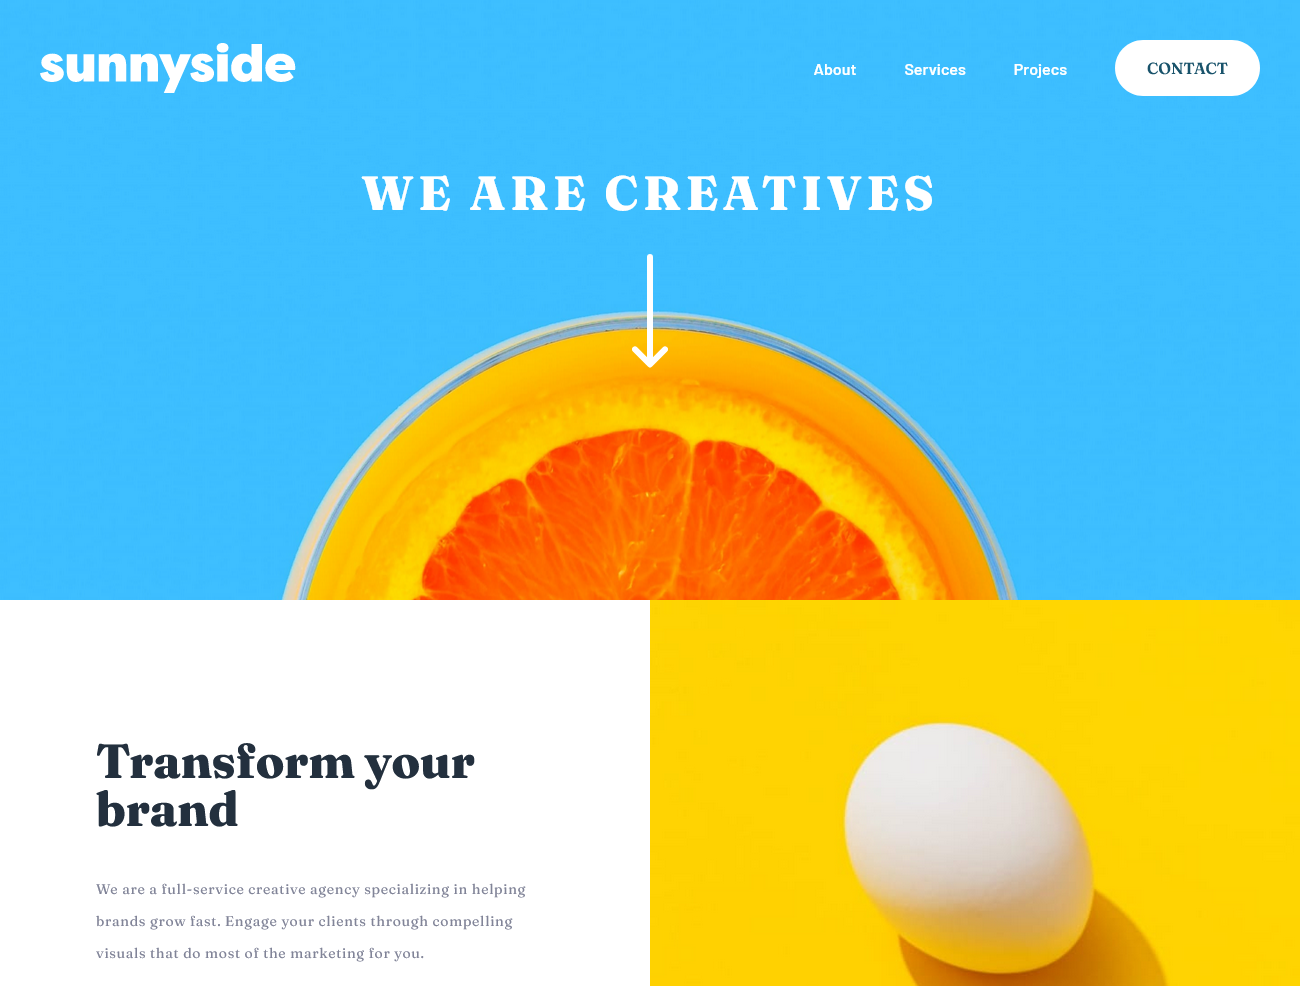 sunnyside
About Services Projecs CONTACT
WE ARE CREATIVES
Transform your
brand
We are a full-service creative agency specializing in helping
brands grow fast. Engage your clients through compelling
visuals that do most of the marketing for you.